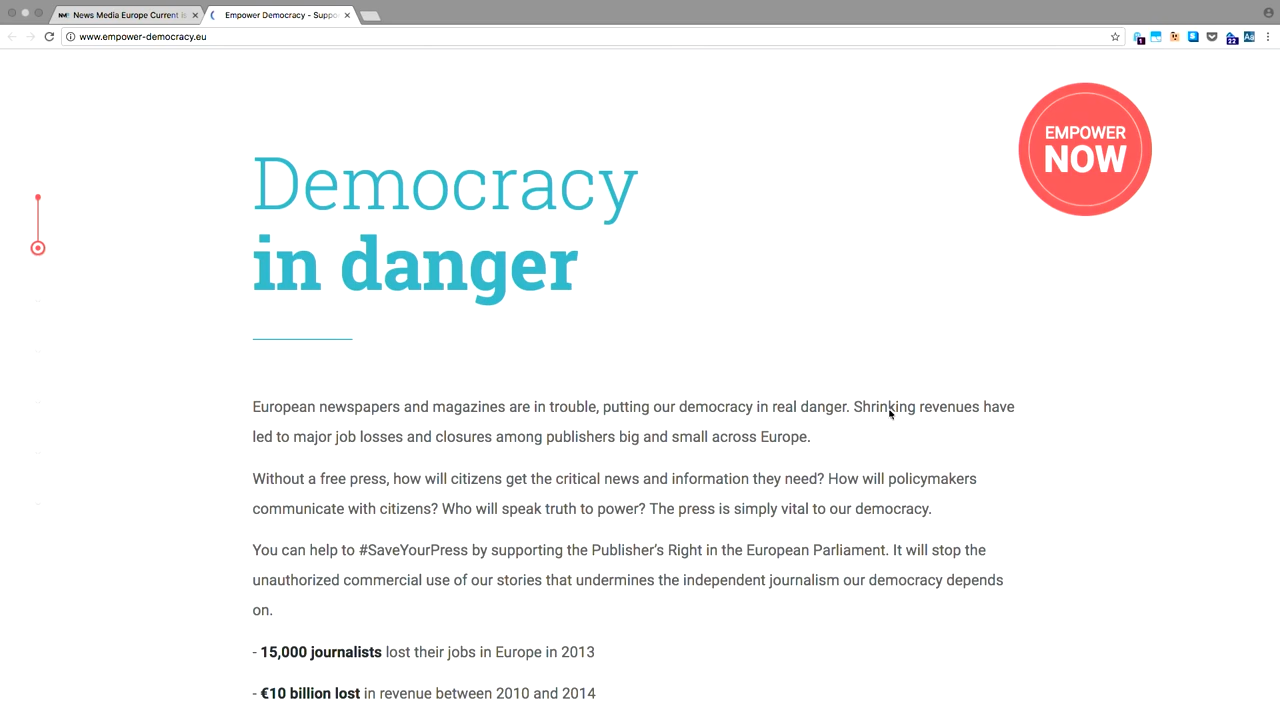 News Media Europe Current is
Empower Democracy - Suppo
www.empower-democracy.eu
1
22
EMPOWER
NOW
Democracy
in danger
European newspapers and magazines are in trouble, putting our democracy in real danger. Shrinking revenues have
led to major job losses and closures among publishers big and small across Europe.
Without a free press, how will citizens get the critical news and information they need? How will policymakers
communicate with citizens? Who will speak truth to power? The press is simply vital to our democracy.
You can help to #SaveYourPress by supporting the Publisher’s Right in the European Parliament. It will stop the
unauthorized commercial use of our stories that undermines the independent journalism our democracy depends
on.
- 15,000 journalists lost their jobs in Europe in 2013
- €10 billion lost in revenue between 2010 and 2014